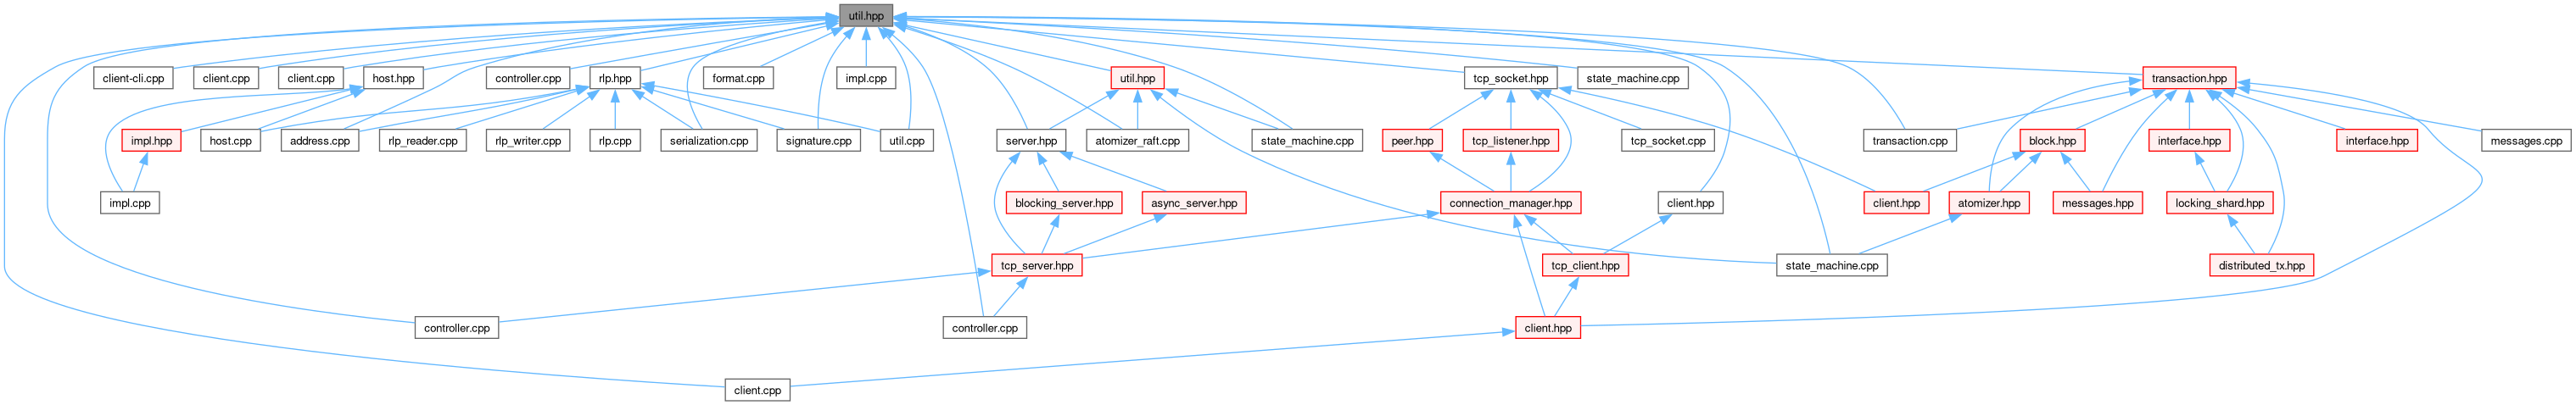 util.hpp
client-cli.cpp
client.cpp
client.cpp
host.hpp
controller.cpp
rlp.hpp
format.cpp
impl.cpp
util.hpp
tcp_socket.hpp
state_machine.cpp
transaction.hpp
impl.hpp
host.cpp
address.cpp
rlp_reader.cpp
rlp_writer.cpp
rlp.cpp
serialization.cpp
signature.cpp
util.cpp
server.hpp
atomizer_raft.cpp
state_machine.cpp
peer.hpp
tcp_listener.hpp
tcp_socket.cpp
transaction.cpp
block.hpp
interface.hpp
interface.hpp
messages.cpp
impl.cpp
blocking_server.hpp
async_server.hpp
connection_manager.hpp
client.hpp
client.hpp
atomizer.hpp
messages.hpp
locking_shard.hpp
tcp_server.hpp
tcp_client.hpp
state_machine.cpp
distributed_tx.hpp
controller.cpp
controller.cpp
client.hpp
client.cpp